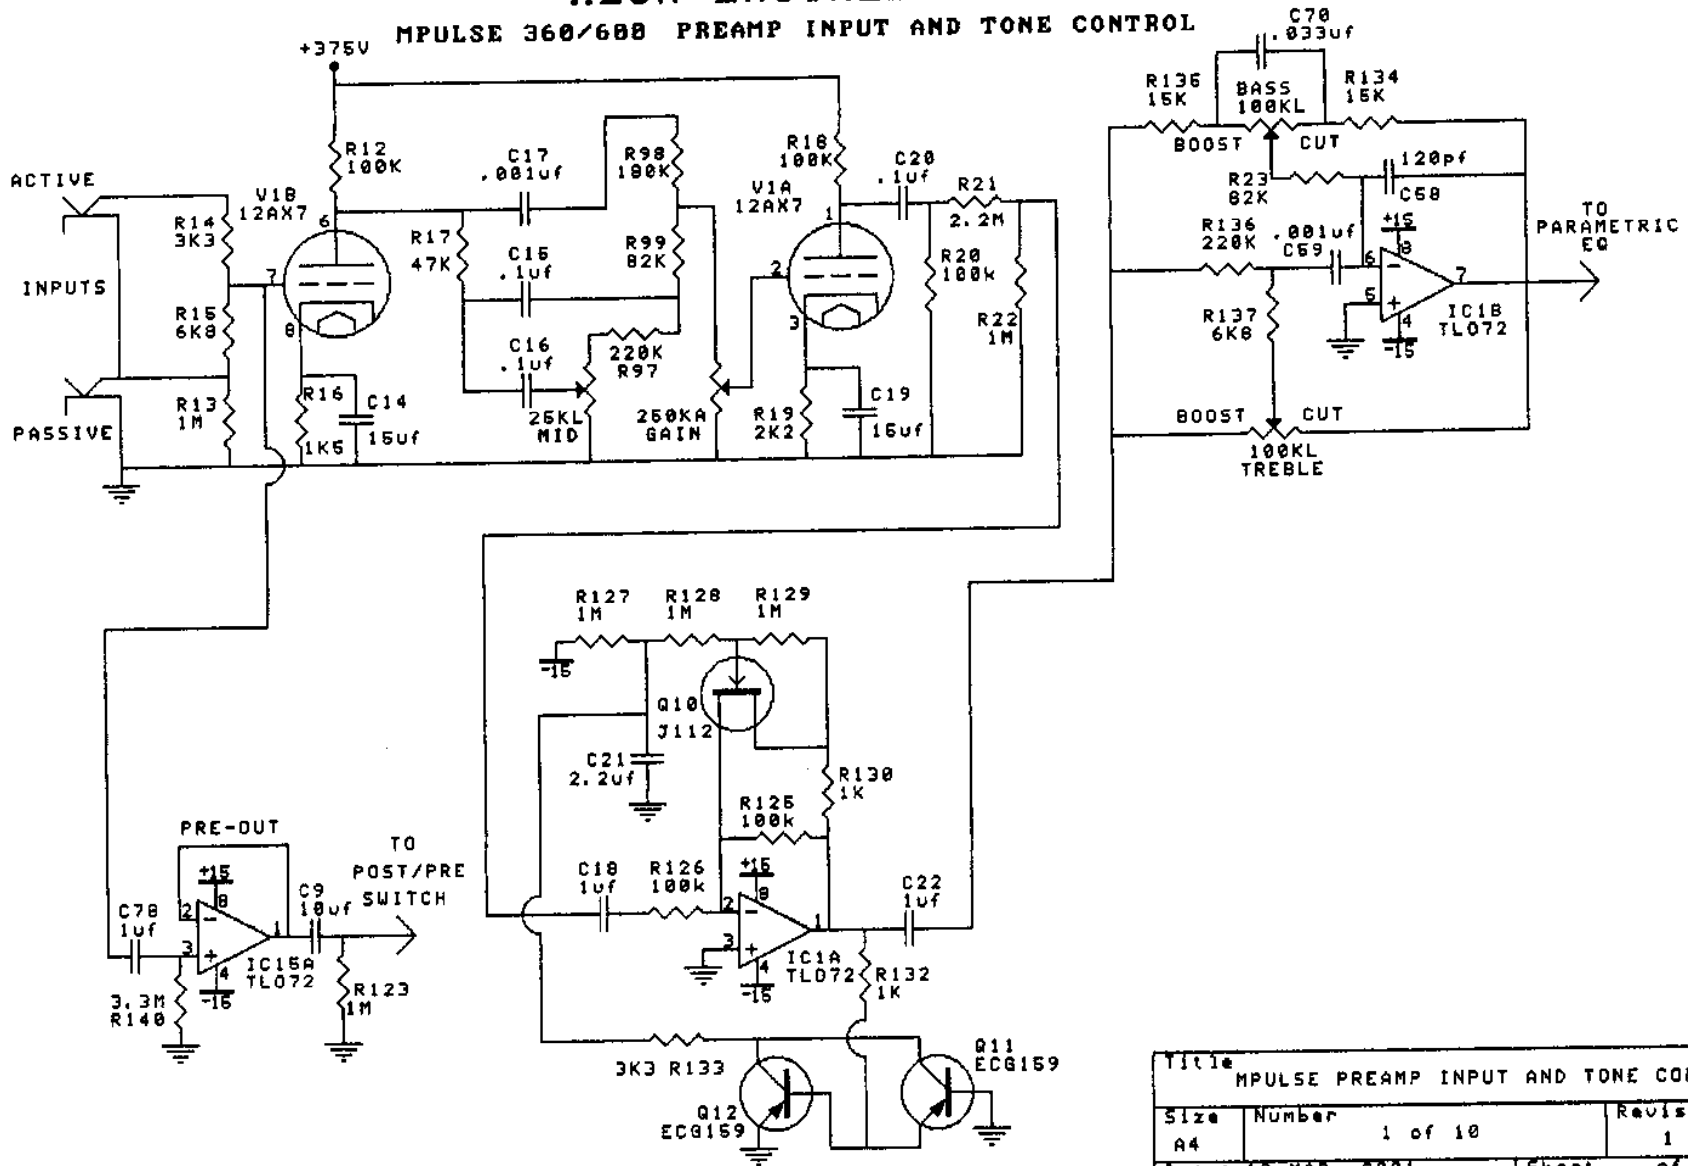 MPULSE 360/600 PREAMP INPUT AND TONE CONTROL
+375V
C70
.033uf
R135
15K
BASS
100KL
R134
15K
BOOST
CUT
R12
100K
C17
.001uf
R98
180K
R18
100K
C20
.1uf
R21
2.2M
120pf
C58
R23
82K
ACTIVE
V1B
12AX7
6
V1A
12AX7
1
R14
3K3
R17
47K
C15
.1uf
R99
82K
2
R20
100k
R136
220K
.001uf
C59
+15
8
6
5
7
4
-15
IC1B
TL072
TO
PARAMETRIC
EQ
INPUTS
7
R15
6K8
8
3
C16
.1uf
220K
R97
R22
1M
R137
6K8
R13
1M
R16
1K5
C14
15uf
25KL
MID
250KA
GAIN
R19
2K2
C19
15uf
PASSIVE
BOOST
CUT
100KL
TREBLE
R127
1M
R128
1M
R129
1M
-15
Q10
J112
C21
2.2uf
R130
1K
R125
100k
PRE-OUT
TO
POST/PRE
SWITCH
+15
8
2
1
3
4
-15
IC15A
TL072
C9
10uf
C78
1uf
3.3M
R140
R123
1M
C18
1uf
R126
100k
+15
8
2
1
3
4
-15
IC1A
TL072
C22
1uf
R132
1K
3K3 R133
Q11
ECG159
Q12
ECG159
Title
MPULSE PREAMP INPUT AND TONE
Size
A4
Number
1 of 10
1